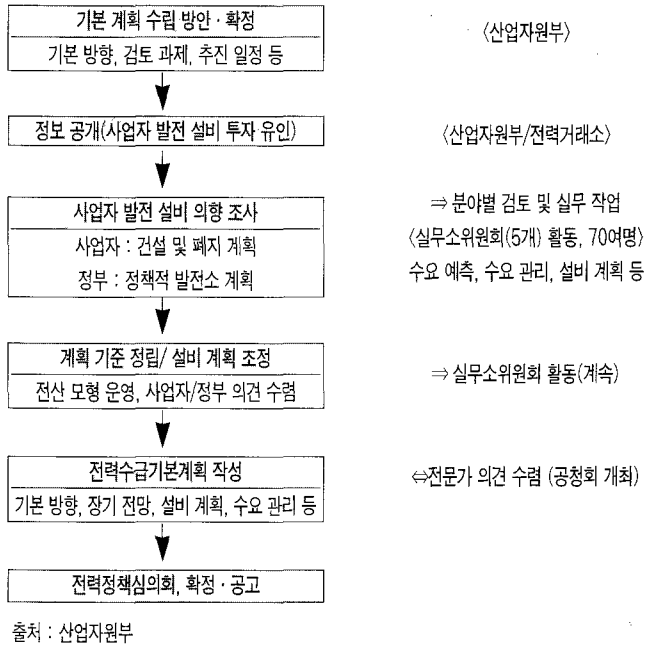 기본 계획 수립 방안·확정
기본 방향, 검토 과제, 추진 일정 등
〈산업자원부〉
정보 공개(사업자 발전 설비 투자 유인)
〈산업자원부/전력거래소〉
사업자 발전 설비 의향 조사
사업자 : 건설 및 폐지 계획
정부 : 정책적 발전소 계획
⇒ 분야별 검토 및 실무 작업
〈실무소위원회(5개) 활동, 70여명〉
수요 예측, 수요 관리, 설비 계획 등
계획 기준 정립/ 설비 계획 조정
전산 모형 운영, 사업자/정부 의견 수렴
⇒ 실무소위원회 활동(계속)
전력수급기본계획 작성
기본 방향, 장기 전망, 설비 계획, 수요 관리 등
⇔전문가 의견 수렴 (공청회 개최)
전력정책심의회, 확정·공고
출처 : 산업자원부